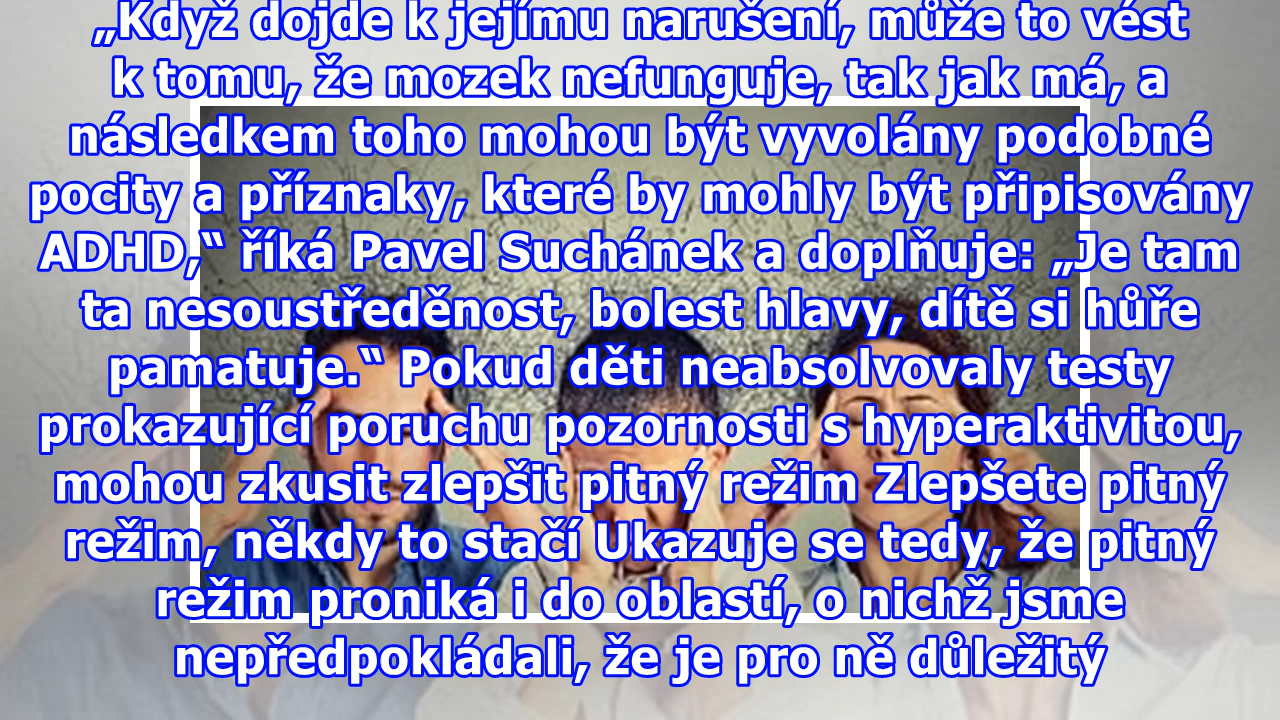 „Když dojde k jejímu narušení, může to vést
k tomu, že mozek nefunguje, tak jak má, a
následkem toho mohou být vyvolány podobné
pocity a příznaky, které by mohly být připisovány
ADHD,“ říká Pavel Suchánek a doplňuje: „Je tam
ta nesoustředěnost, bolest hlavy, dítě si hůře
pamatuje.“ Pokud děti neabsolvovaly testy
prokazující poruchu pozornosti s hyperaktivitou,
mohou zkusit zlepšit pitný režim Zlepšete pitný
režim, někdy to stačí Ukazuje se tedy, že pitný
režim proniká i do oblastí, o nichž jsme
nepředpokládali, že je pro ně důležitý